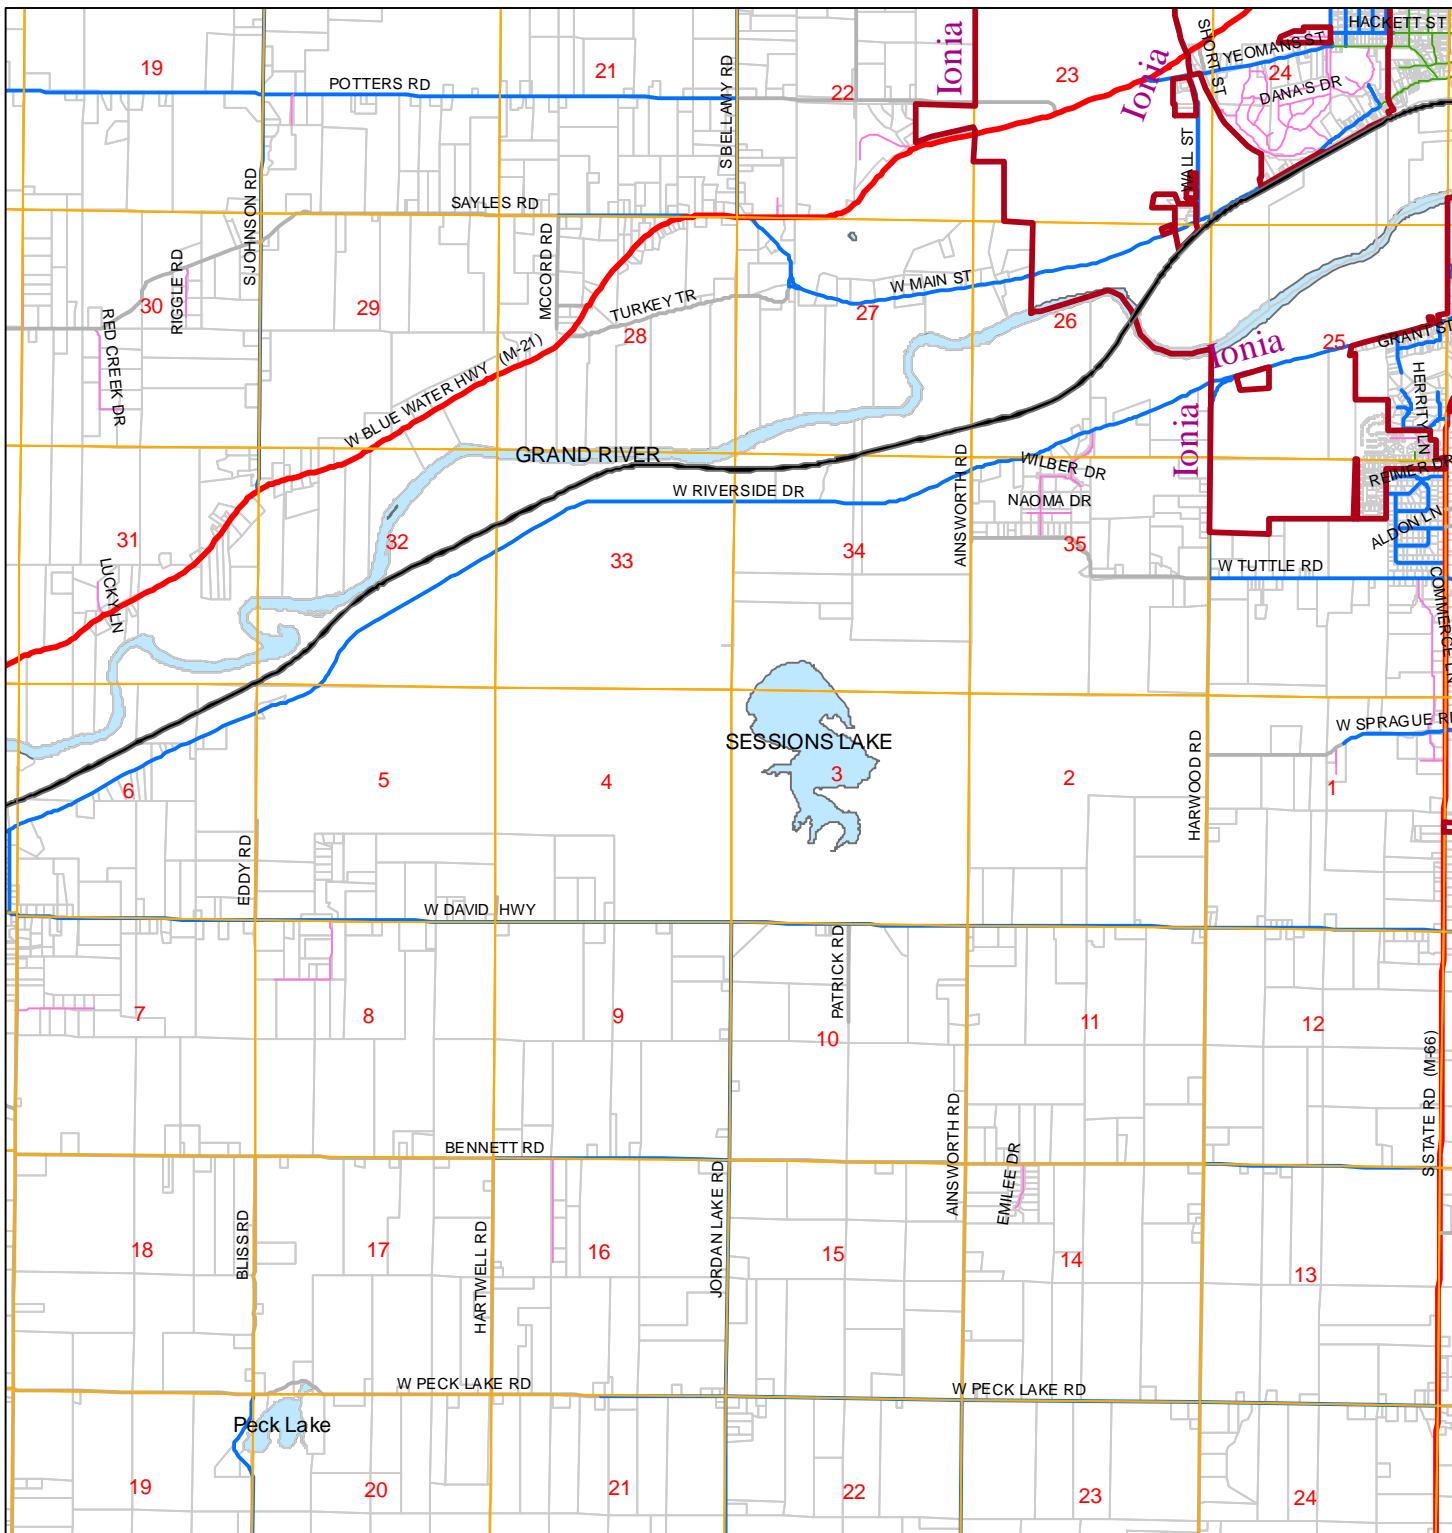 HACKETT ST
Ionia
SHORT ST
YEOMANS ST
19
21
23
24
POTTERS RD
22
Ionia
DANA'S DR
S BELLAMY RD
WALL ST
S JOHNSON RD
SAYLES RD
RIGGLE RD
MCCORD RD
W MAIN ST
30
29
TURKEY TR
27
26
RED CREEK DR
28
25
GRANT ST
Ionia
W BLUE WATER HWY (M-21)
HERRITY LN
Ionia
GRAND RIVER
AINSWORTH RD
WILBER DR
REIMER DR
W RIVERSIDE DR
NAOMA DR
ALDON LN
31
32
33
34
35
W TUTTLE RD
LUCKY LN
COMMERCE LN
W SPRAGUE RD
SESSIONS LAKE
HARWOOD RD
6
5
4
3
2
1
EDDY RD
W DAVID HWY
PATRICK RD
7
8
9
10
11
12
S STATE RD (M-66)
BENNETT RD
AINSWORTH RD
EMILEE DR
JORDAN LAKE RD
BLISS RD
HARTWELL RD
18
17
16
15
14
13
W PECK LAKE RD
W PECK LAKE RD
Peck Lake
19
20
21
22
23
24